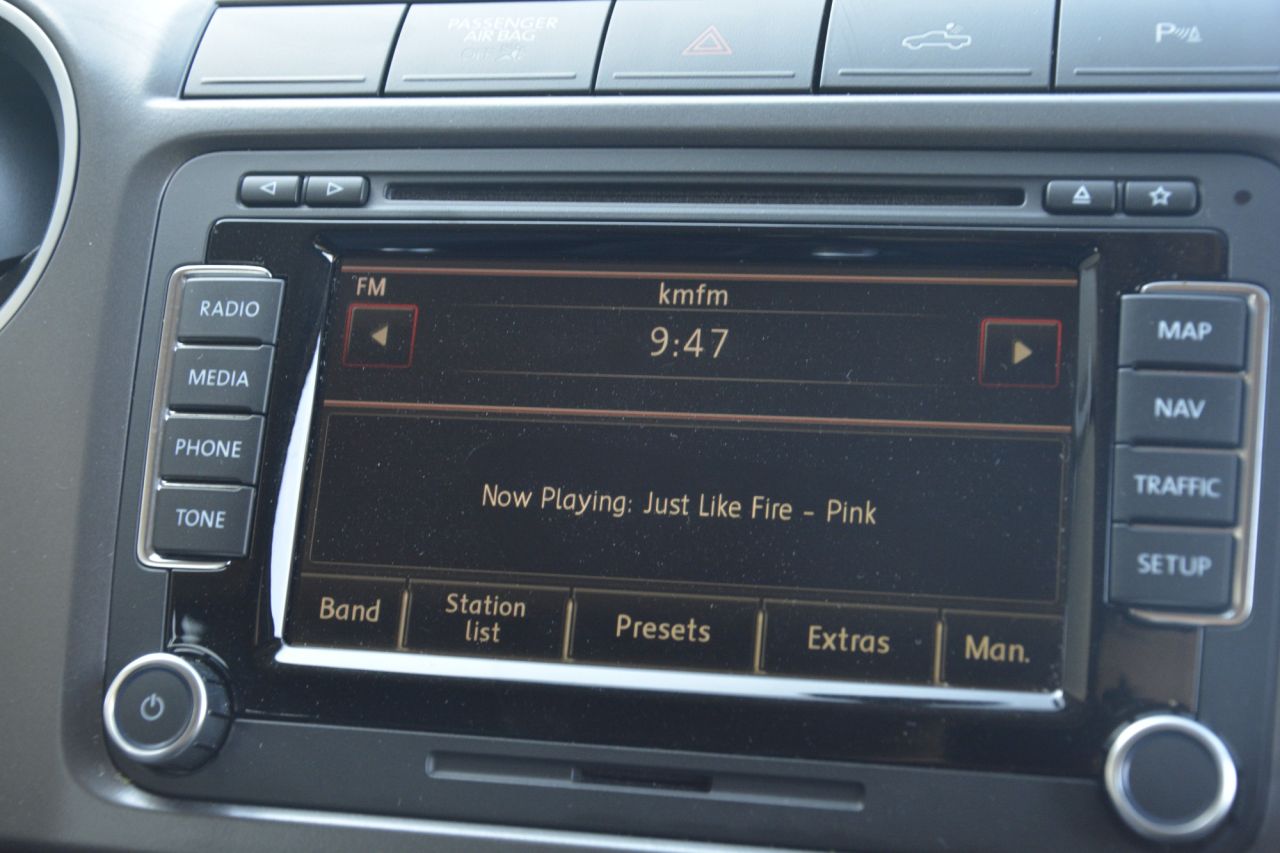 PASSENGER
AIR BAG
OFF
P
RADIO
MEDIA
PHONE
TONE
FM
kmfm
9:47
Now Playing: Just Like Fire - Pink
Band
Station
list
Presets
Extras
Man.
MAP
NAV
TRAFFIC
SETUP